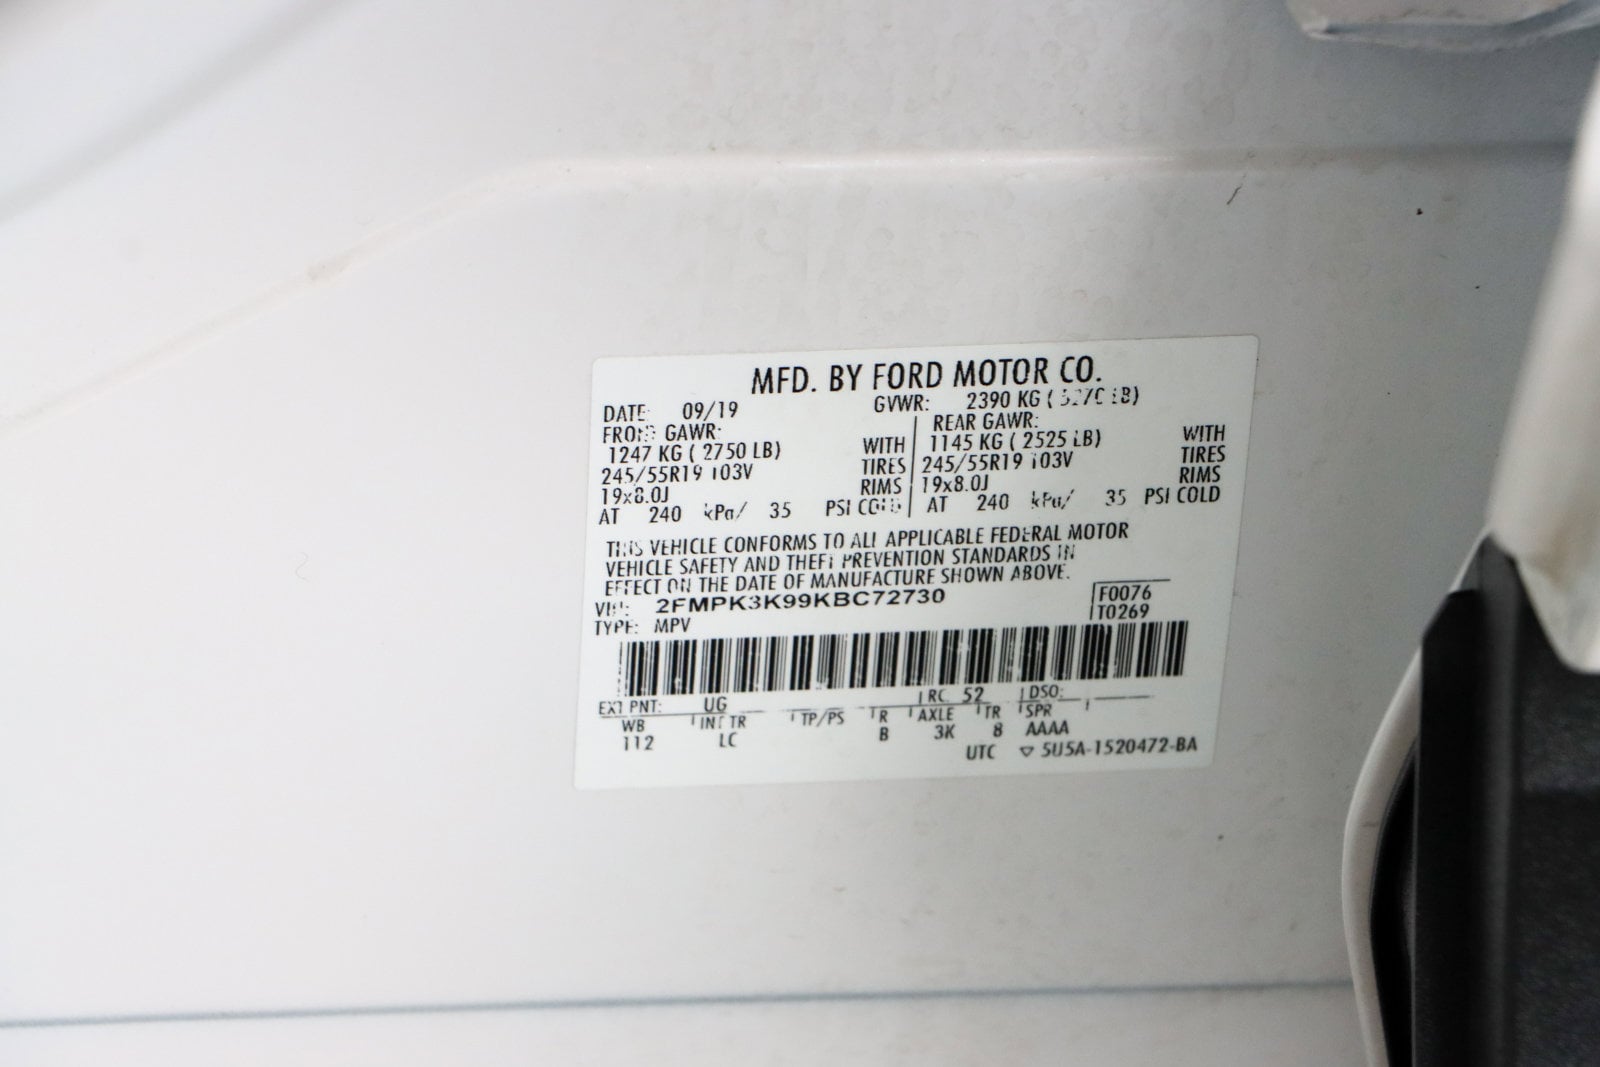 MFD. BY FORD MOTOR CO.
DATE: 09/19 GVWR: 2390 KG (
FRONT GAWR: REAR GAWR:
1247 KG ( 2750 LB) WITH 1145 KG ( 2525 LB) WITH
245/55R19 103V TIRES 245/55R19 103V TIRES
19x8.0J RIMS 19x8.0J RIMS
AT 240 kPa/ 35 PSI COLD AT 240 kPa/ 35 PSI COLD
THIS VEHICLE CONFORMS TO ALL APPLICABLE FEDERAL MOTOR
VEHICLE SAFETY AND THEFT PREVENTION STANDARDS IN
EFFECT ON THE DATE OF MANUFACTURE SHOWN ABOVE.
VIN: 2FMPK3K99KBC72730 F0076
TYPE: MPV T0269
EXT PNT: UG RC: 52 DSO:
WB INT TR TP/PS R AXLE TR SPR
112 LC B 3K 8 AAAA
UTC ▽ 5U5A-1520472-BA